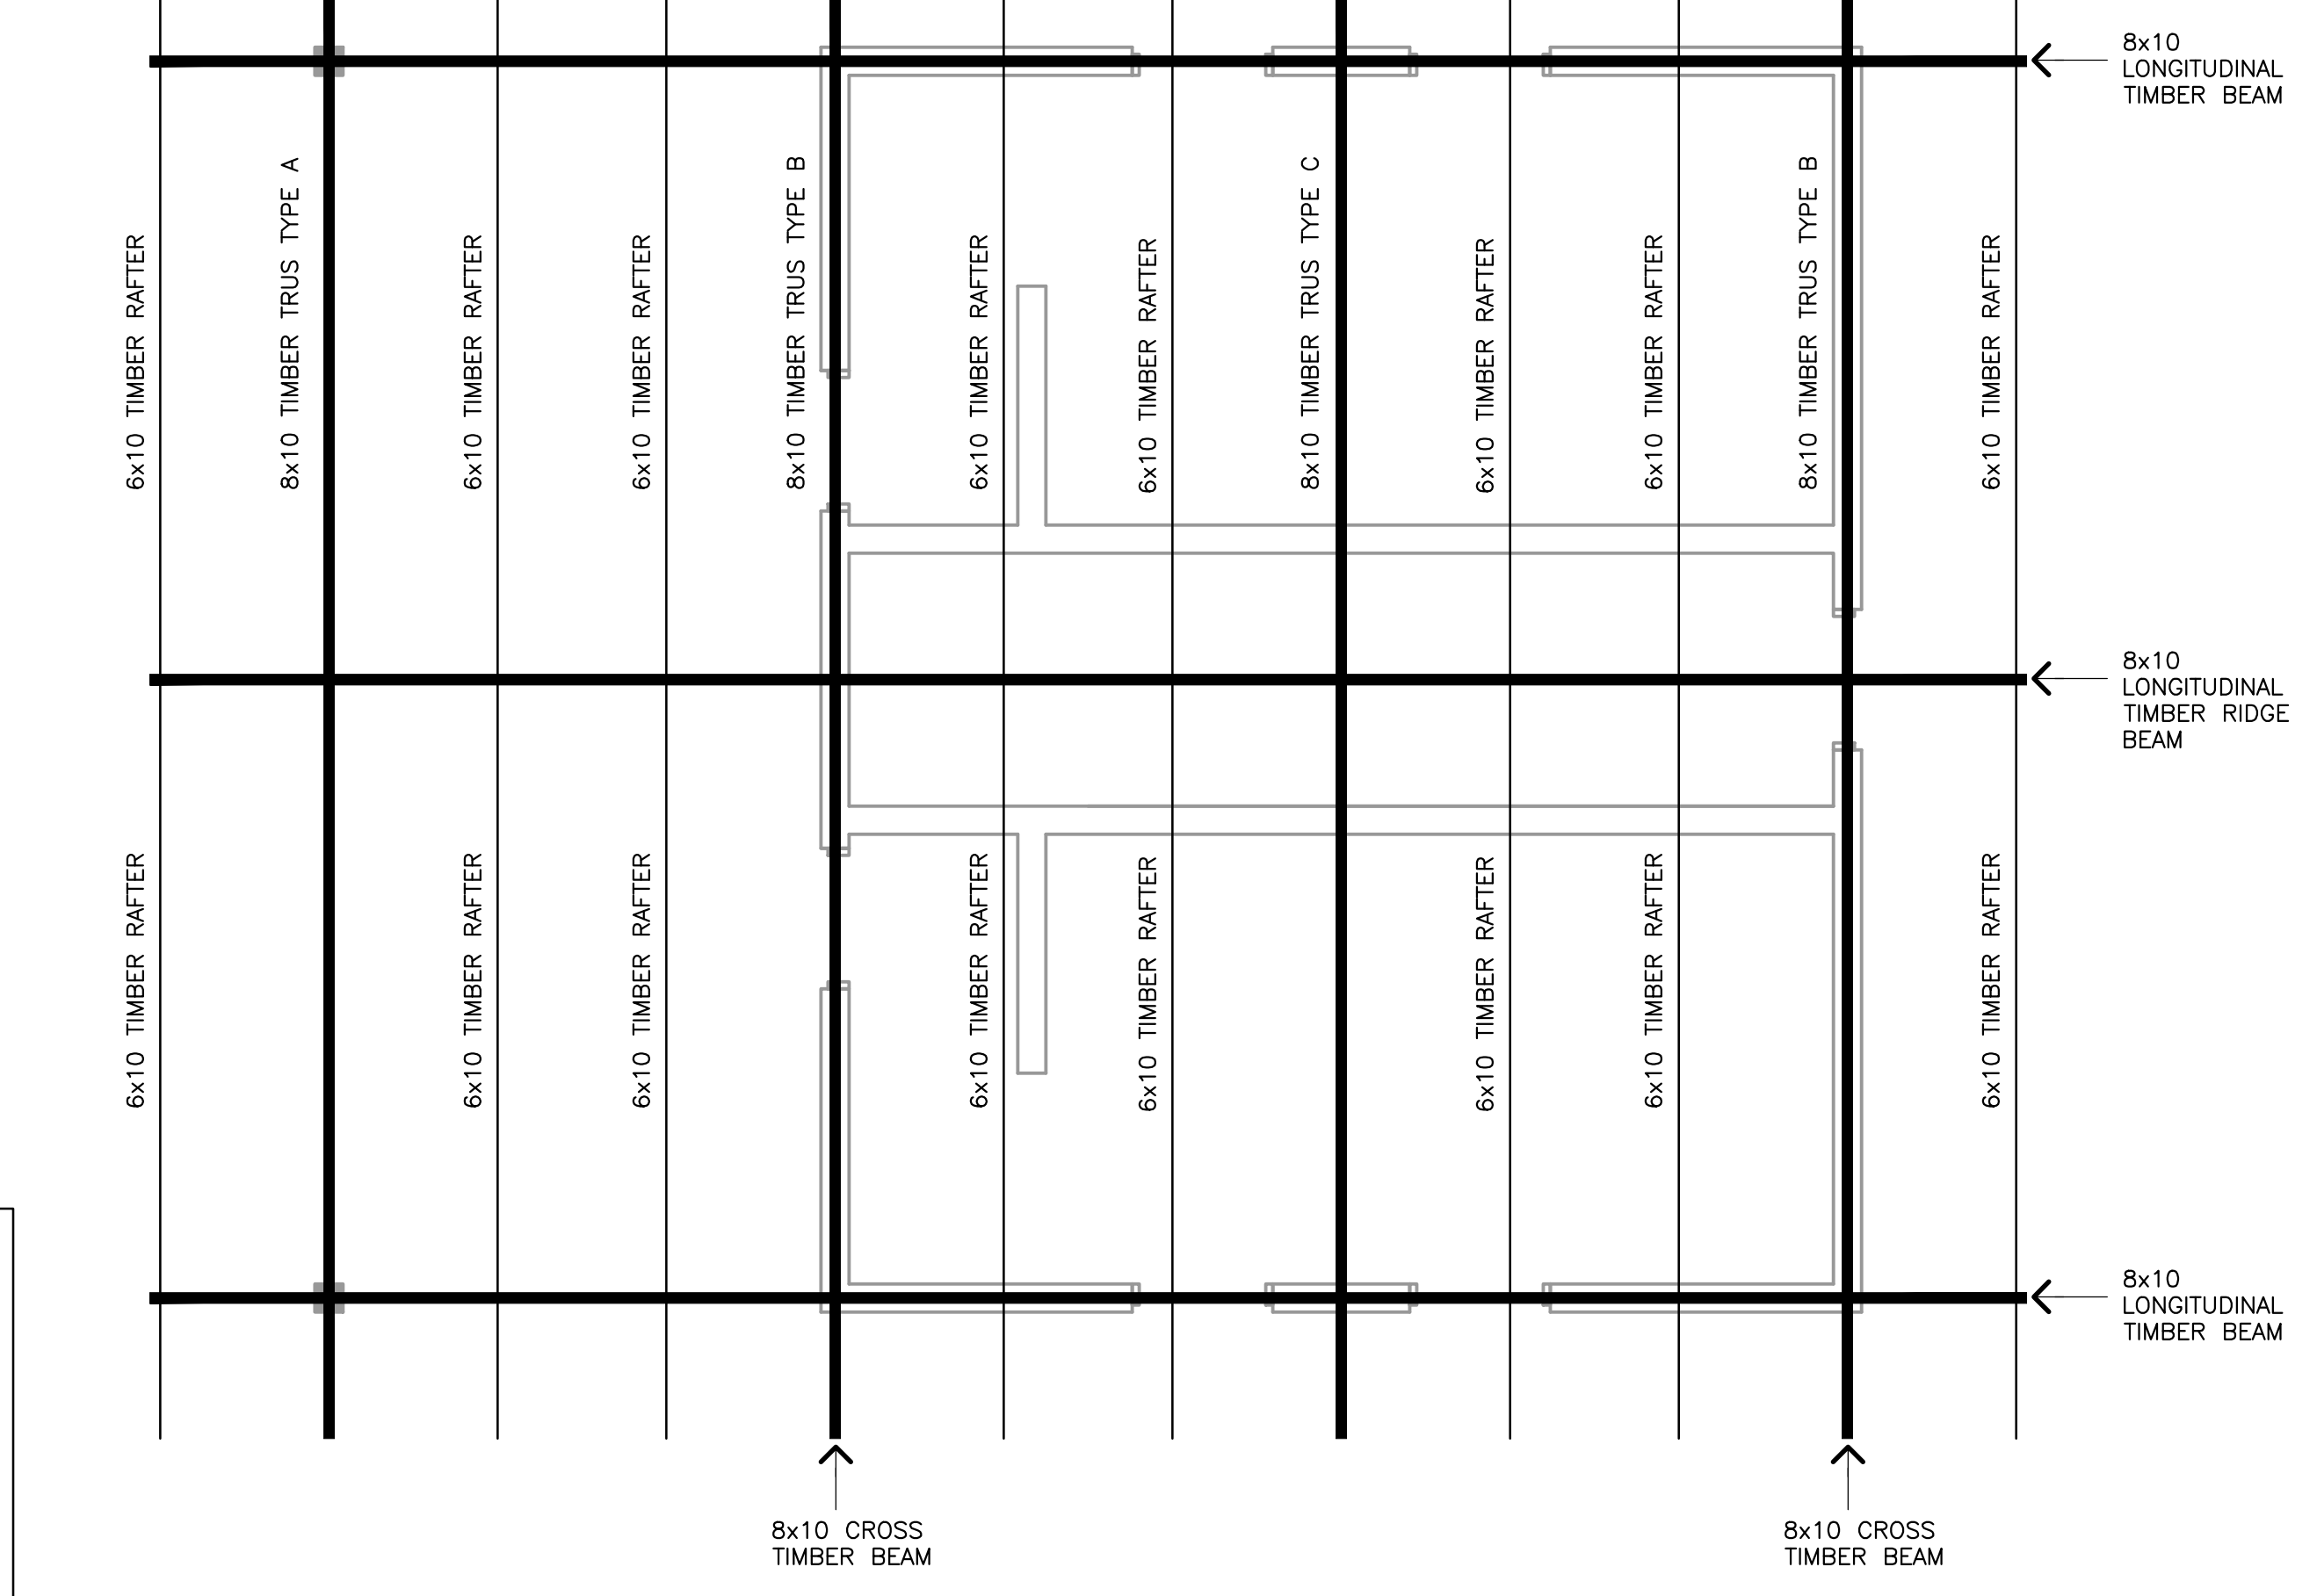 8x10
LONGITUDINAL
TIMBER BEAM
6x10 TIMBER RAFTER
8x10 TIMBER TRUS TYPE A
6x10 TIMBER RAFTER
6x10 TIMBER RAFTER
8x10 TIMBER TRUS TYPE B
6x10 TIMBER RAFTER
6x10 TIMBER RAFTER
8x10 TIMBER TRUS TYPE C
6x10 TIMBER RAFTER
6x10 TIMBER RAFTER
8x10 TIMBER TRUS TYPE B
6x10 TIMBER RAFTER
8x10
LONGITUDINAL
TIMBER RIDGE
BEAM
6x10 TIMBER RAFTER
6x10 TIMBER RAFTER
6x10 TIMBER RAFTER
6x10 TIMBER RAFTER
6x10 TIMBER RAFTER
6x10 TIMBER RAFTER
6x10 TIMBER RAFTER
6x10 TIMBER RAFTER
8x10
LONGITUDINAL
TIMBER BEAM
8x10 CROSS
TIMBER BEAM
8x10 CROSS
TIMBER BEAM